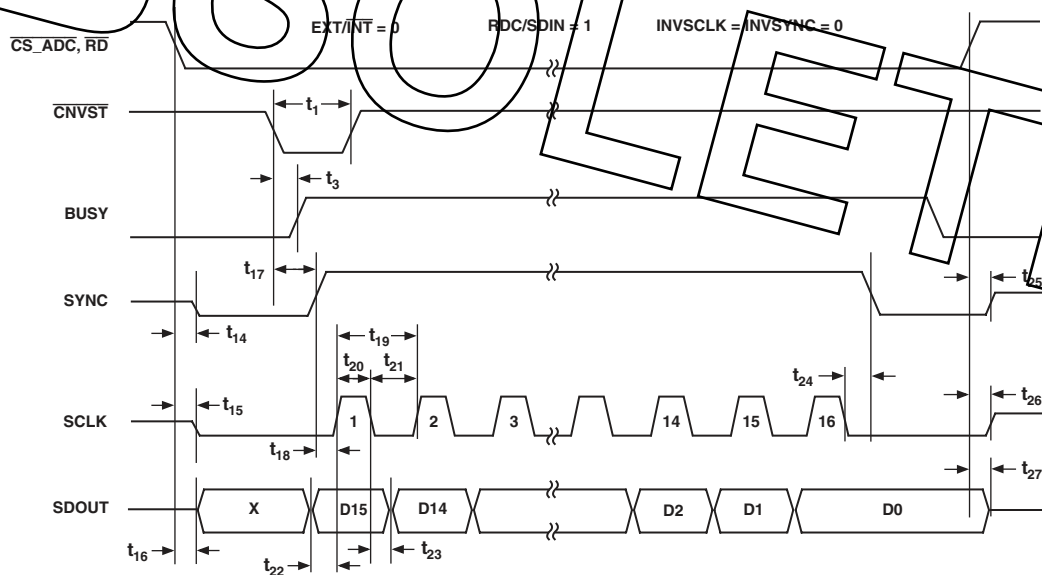 EXT/INT = 0 RDC/SDIN = 1 INVSCLK = INVSYNC = 0
CS_ADC, RD
CNVST
t1
t3
BUSY
t17
t25
SYNC
t14
t19
t20 t21
t24
t26
t15
SCLK
1 2 3 14 15 16
t18
t27
SDOUT
X D15 D14 D2 D1 D0
t16
t23
t22
OLET